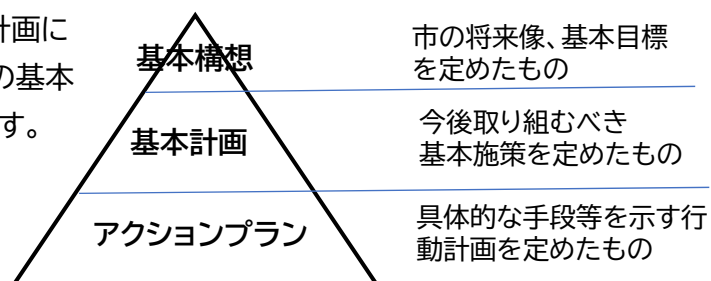 計画に
の基本
す。
基本構想
市の将来像、基本目標
を定めたもの
基本計画
今後取り組むべき
基本施策を定めたもの
アクションプラン
具体的な手段等を示す行
動計画を定めたもの